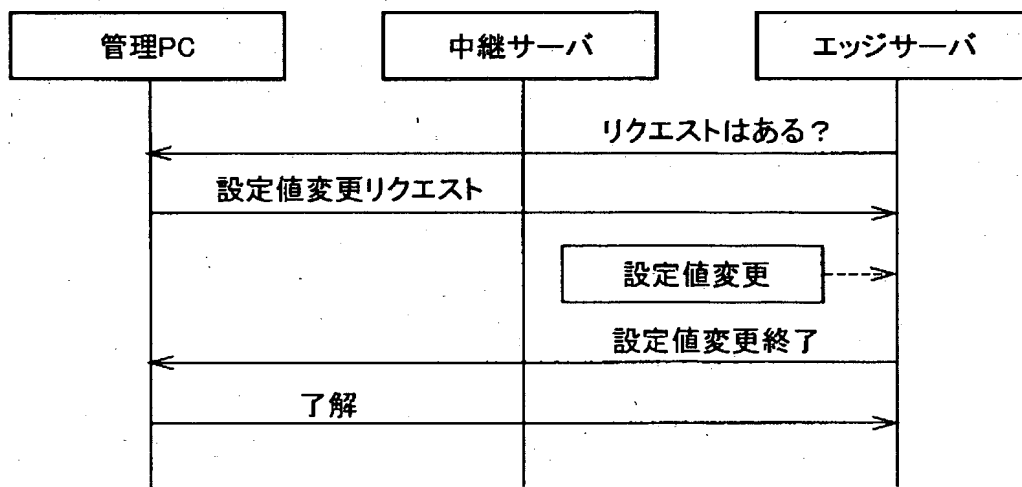 管理PC
中継サーバ
エッジサーバ
リクエストはある？
設定値変更リクエスト
設定値変更
設定値変更終了
了解